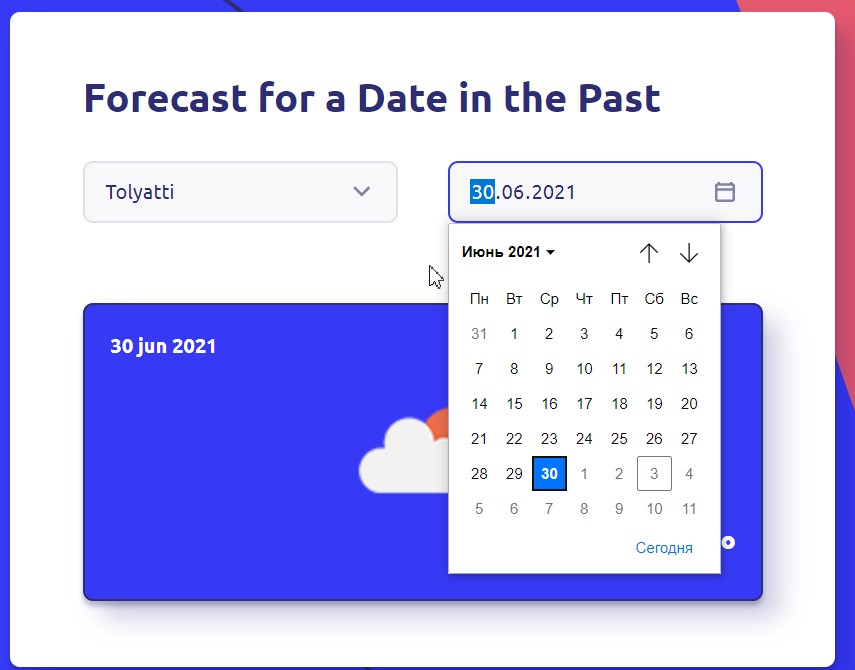 Forecast for a Date in the Past
Tolyatti
30.06.2021
Июнь 2021
Пн Вт Ср Чт Пт Сб Вс
31 1 2 3 4 5 6
7 8 9 10 11 12 13
14 15 16 17 18 19 20
21 22 23 24 25 26 27
28 29 30 1 2 3 4
5 6 7 8 9 10 11
Сегодня
30 jun 2021